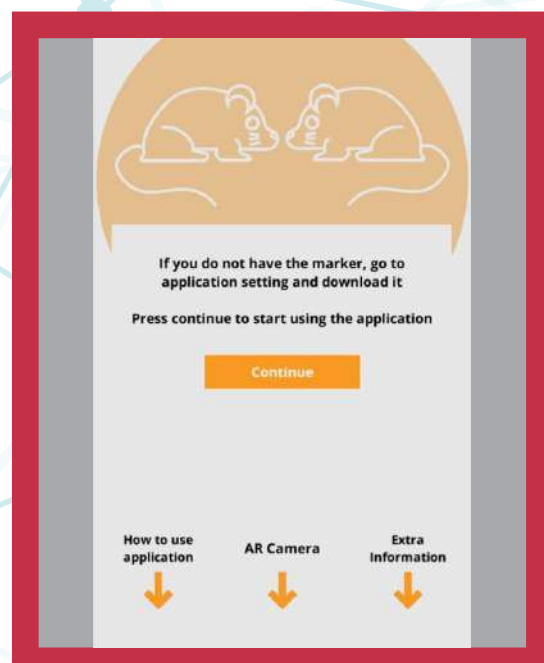 If you do not have the marker, go to
application setting and download it
Press continue to start using the application
Continue
How to use
application
AR Camera
Extra
Information